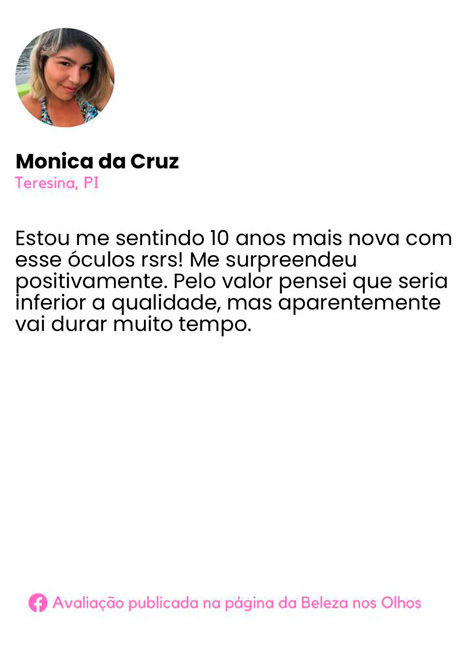 Monica da Cruz
Teresina, PI
Estou me sentindo 10 anos mais nova com
esse óculos rsrs! Me surpreendeu
positivamente. Pelo valor pensei que seria
inferior a qualidade, mas aparentemente
vai durar muito tempo.
Avaliação publicada na página da Beleza nos Olhos